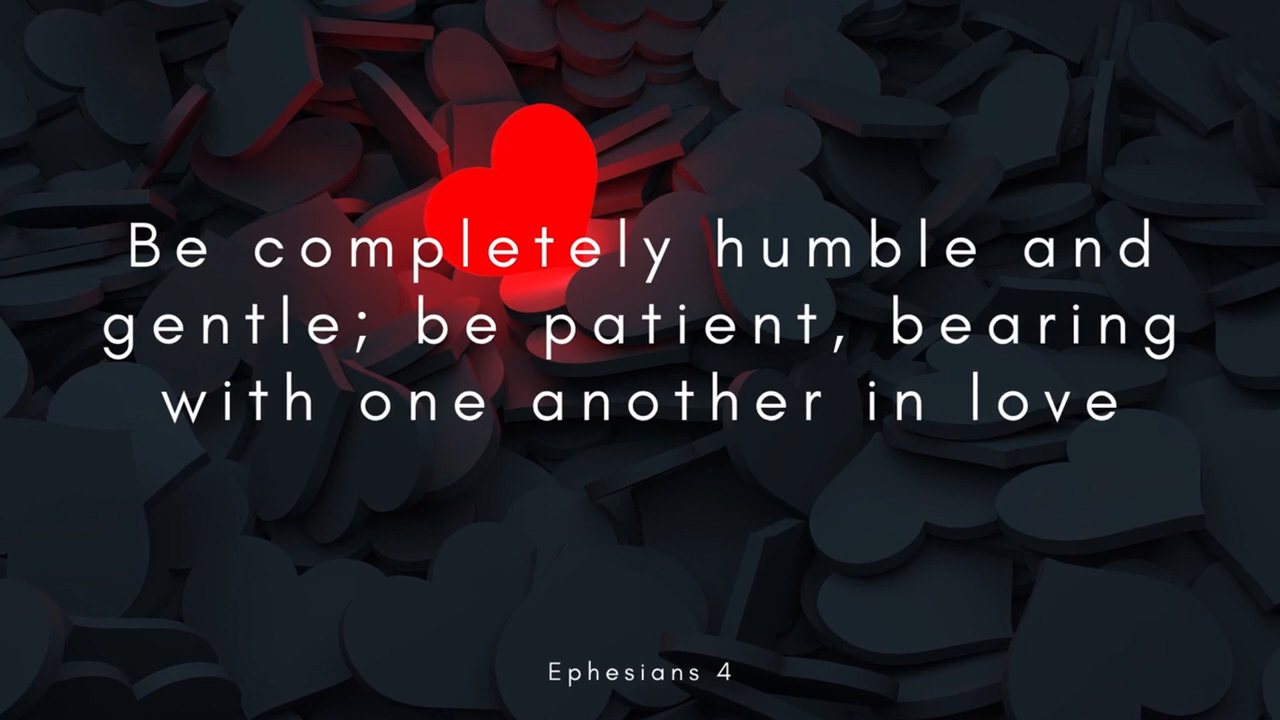 Be completely humble and
gentle; be patient, bearing
with one another in love
Ephesians 4